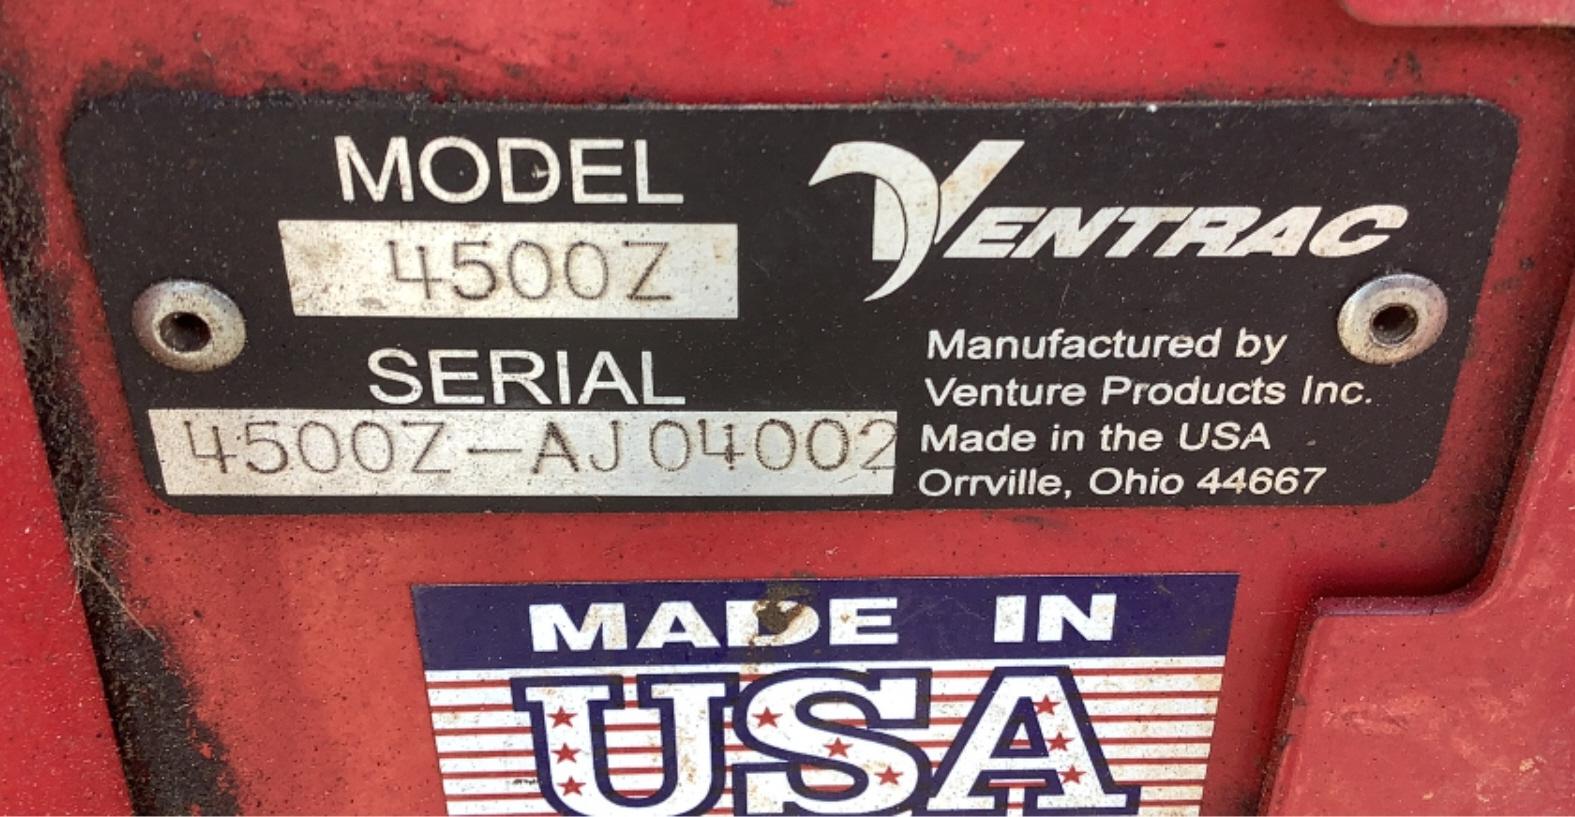 MODEL
4500Z
VENTRAC
SERIAL
4500Z-AJ04002
Manufactured by
Venture Products Inc.
Made in the USA
Orrville, Ohio 44667
MADE IN
USA